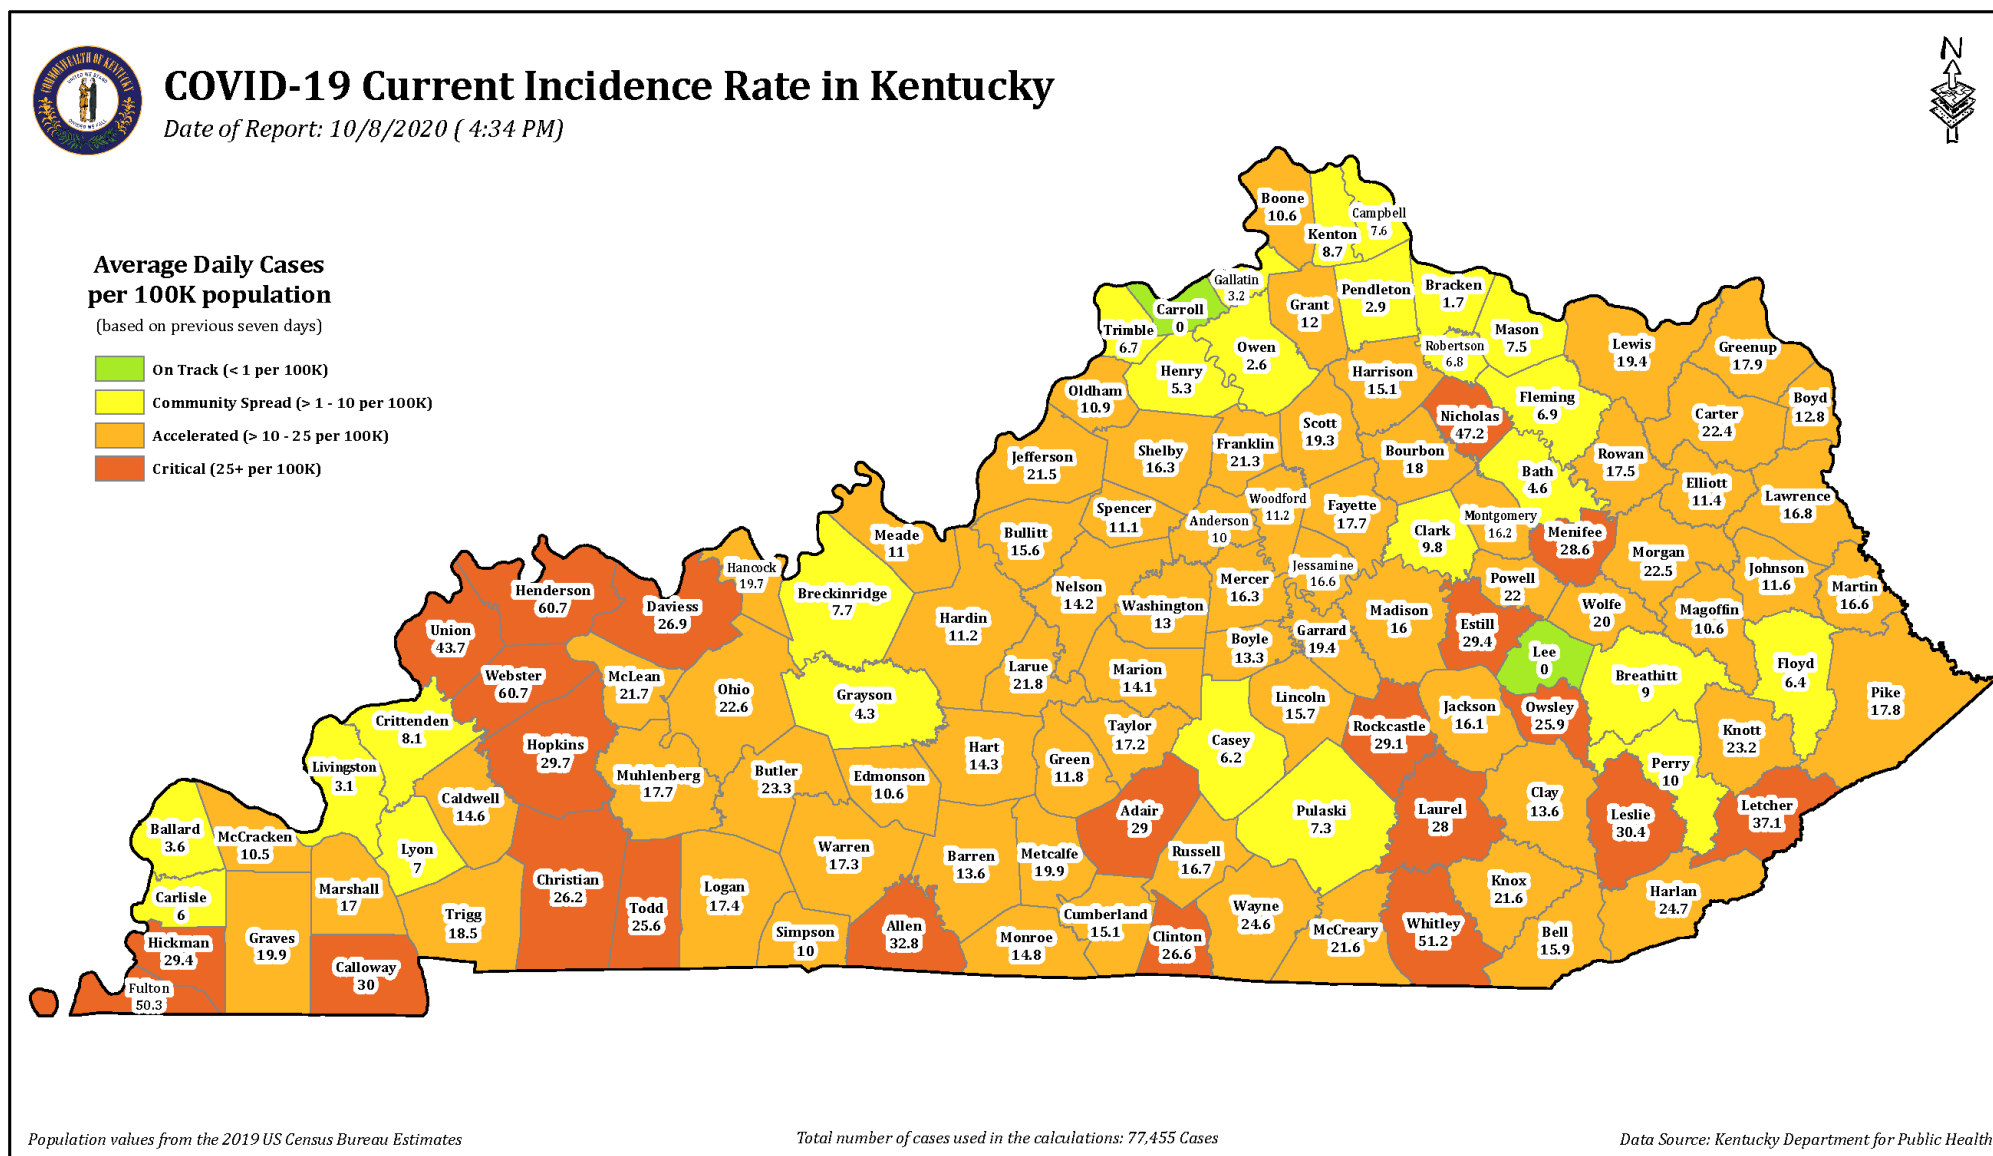 COVID-19 Current Incidence Rate in Kentucky
Date of Report: 10/8/2020 ( 4:34 PM)
COMMONWEALTH OF KENTUCKY
UNITED WE STAND
DIVIDED WE FALL
N
Average Daily Cases
per 100K population
(based on previous seven days)
On Track (< 1 per 100K)
Community Spread (> 1 - 10 per 100K)
Accelerated (> 10 - 25 per 100K)
Critical (25+ per 100K)
Boone
10.6
Campbell
7.6
Kenton
8.7
Gallatin
3.2
Carroll
0
Grant
12
Pendleton
2.9
Bracken
1.7
Trimble
6.7
Owen
2.6
Robertson
6.8
Mason
7.5
Lewis
19.4
Greenup
17.9
Henry
5.3
Harrison
15.1
Oldham
10.9
Nicholas
47.2
Fleming
6.9
Carter
22.4
Boyd
12.8
Jefferson
21.5
Shelby
16.3
Franklin
21.3
Scott
19.3
Bourbon
18
Bath
4.6
Rowan
17.5
Elliott
11.4
Lawrence
16.8
Meade
11
Bullitt
15.6
Spencer
11.1
Anderson
10
Woodford
11.2
Fayette
17.7
Clark
9.8
Montgomery
16.2
Menifee
28.6
Morgan
22.5
Johnson
11.6
Martin
16.6
Hancock
19.7
Breckinridge
7.7
Henderson
60.7
Daviess
26.9
Union
43.7
Hardin
11.2
Nelson
14.2
Washington
13
Mercer
16.3
Jessamine
16.6
Madison
16
Powell
22
Estill
29.4
Wolfe
20
Magoffin
10.6
Boyle
13.3
Garrard
19.4
Lee
0
Webster
60.7
McLean
21.7
Ohio
22.6
Grayson
4.3
Larue
21.8
Marion
14.1
Lincoln
15.7
Rockcastle
29.1
Jackson
16.1
Owsley
25.9
Breathitt
9
Floyd
6.4
Pike
17.8
Crittenden
8.1
Hopkins
29.7
Livingston
3.1
Muhlenberg
17.7
Butler
23.3
Edmonson
10.6
Hart
14.3
Green
11.8
Taylor
17.2
Casey
6.2
Perry
10
Knott
23.2
Caldwell
14.6
Adair
29
Pulaski
7.3
Laurel
28
Clay
13.6
Leslie
30.4
Letcher
37.1
Ballard
3.6
McCracken
10.5
Lyon
7
Warren
17.3
Barren
13.6
Metcalfe
19.9
Russell
16.7
Carlisle
6
Marshall
17
Christian
26.2
Todd
25.6
Logan
17.4
Knox
21.6
Harlan
24.7
Hickman
29.4
Graves
19.9
Trigg
18.5
Simpson
10
Allen
32.8
Monroe
14.8
Cumberland
15.1
Clinton
26.6
Wayne
24.6
McCreary
21.6
Whitley
51.2
Bell
15.9
Fulton
50.3
Calloway
30
Population values from the 2019 US Census Bureau Estimates
Total number of cases used in the calculations: 77,455 Cases
Data Source: Kentucky Department for Public Health